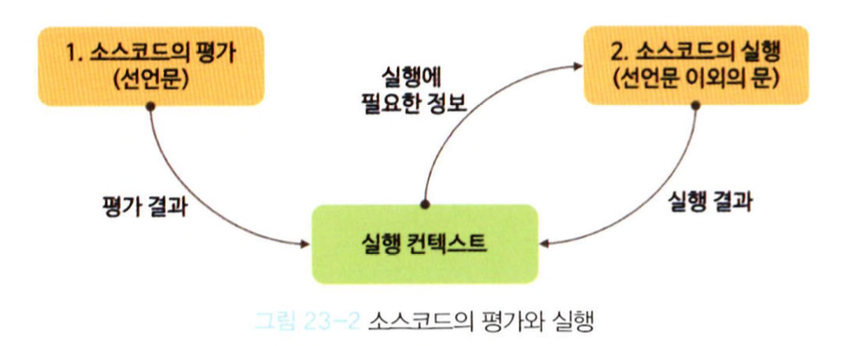 1. 소스코드의 평가
(선언문)
2. 소스코드의 실행
(선언문 이외의 문)
실행에
필요한 정보
평가 결과
실행 결과
실행 컨텍스트
그림 23-2 소스코드의 평가와 실행